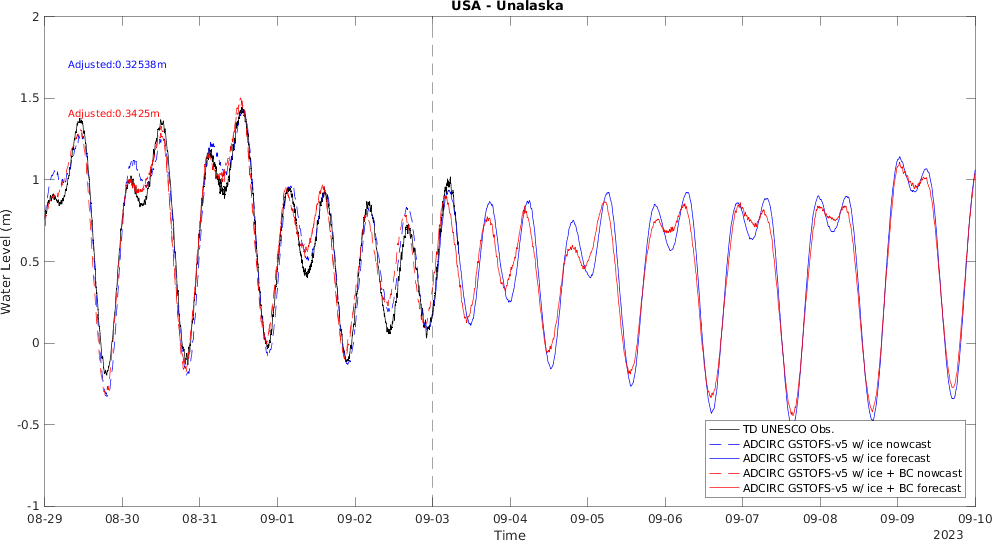 USA - Unalaska
2
1.5
1
0.5
0
-0.5
-1
Water Level (m)
Adjusted:0.32538m
Adjusted:0.3425m
TD UNESCO Obs.
ADCIRC GSTOFS-v5 w/ ice nowcast
ADCIRC GSTOFS-v5 w/ ice forecast
ADCIRC GSTOFS-v5 w/ ice + BC nowcast
ADCIRC GSTOFS-v5 w/ ice + BC forecast
08-29 08-30 08-31 09-01 09-02 09-03 09-04 09-05 09-06 09-07 09-08 09-09 09-10
Time
2023